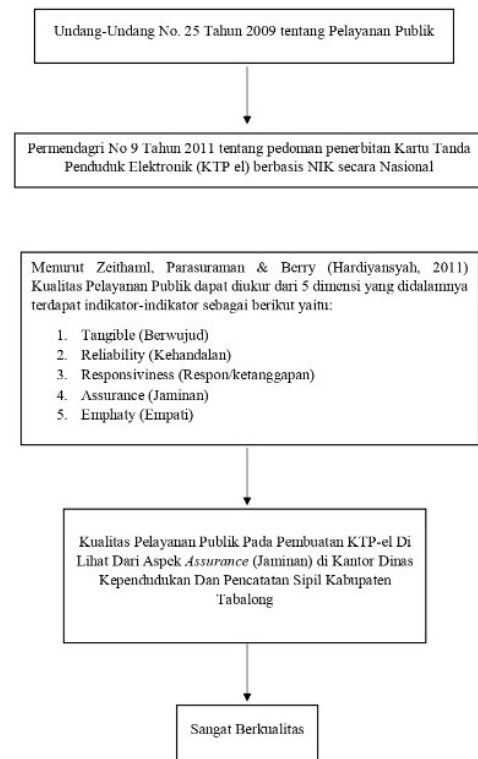 Undang-Undang No. 25 Tahun 2009 tentang Pelayanan Publik
Permendagri No 9 Tahun 2011 tentang pedoman penerbitan Kartu Tanda
Penduduk Elektronik (KTP el) berbasis NIK secara Nasional
Menurut Zeithaml, Parasuraman & Berry (Hardiyansyah, 2011)
Kualitas Pelayanan Publik dapat diukur dari 5 dimensi yang didalamnya
terdapat indikator-indikator sebagai berikut yaitu:
1. Tangible (Berwujud)
2. Reliability (Kehandalan)
3. Responsiviness (Respon/ketanggapan)
4. Assurance (Jaminan)
5. Emphaty (Empati)
Kualitas Pelayanan Publik Pada Pembuatan KTP-el Di
Lihat Dari Aspek Assurance (Jaminan) di Kantor Dinas
Kependudukan Dan Pencatatan Sipil Kabupaten
Tabalong
Sangat Berkualitas